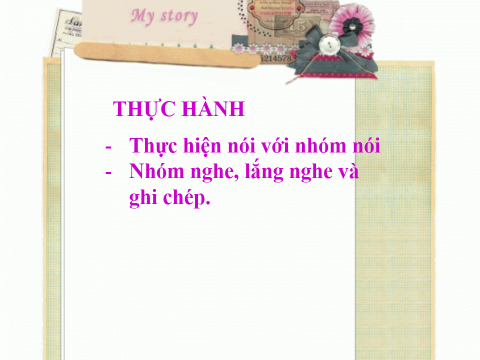 My story
THỰC HÀNH
- Thực hiện nói với nhóm nói
- Nhóm nghe, lắng nghe và
ghi chép.